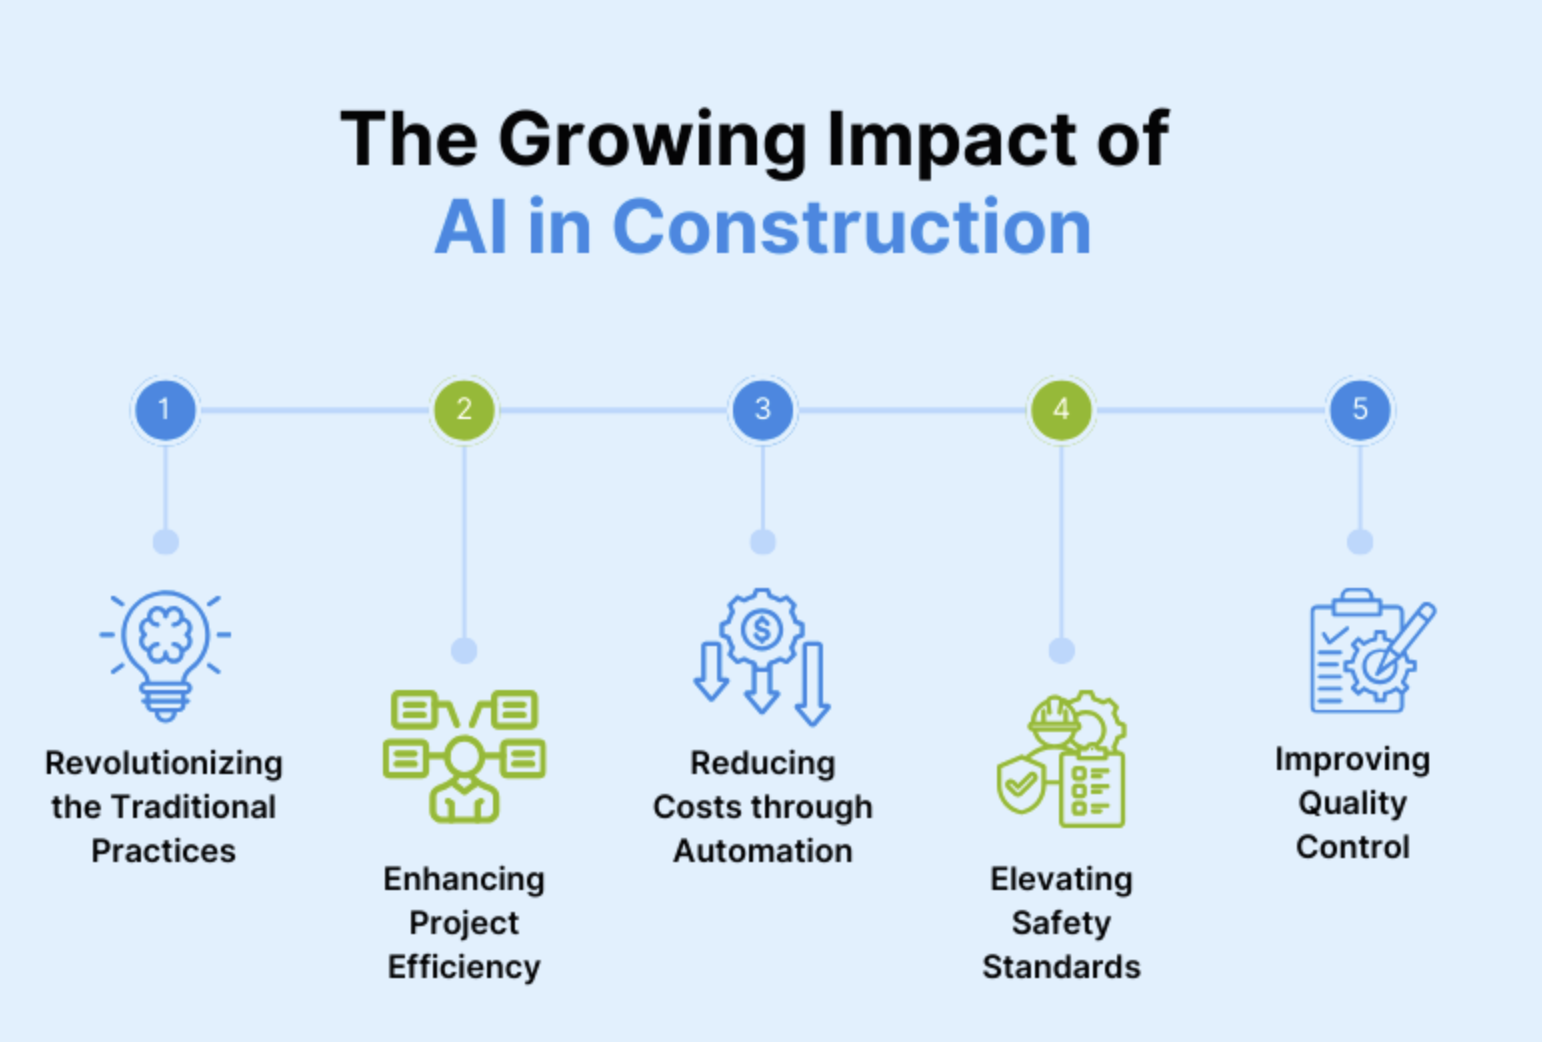 The Growing Impact of
AI in Construction
1
2
3
4
5
Revolutionizing
the Traditional
Practices
Enhancing
Project
Efficiency
$
Reducing
Costs through
Automation
Elevating
Safety
Standards
Improving
Quality
Control